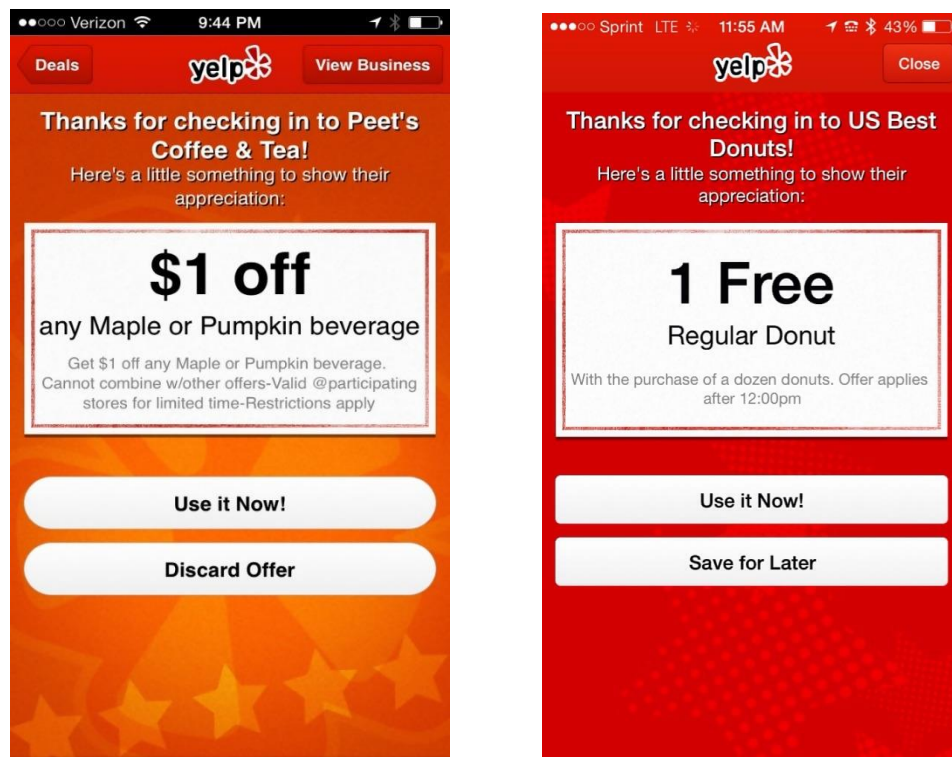 Verizon 9:44 PM
Deals yelp View Business
Thanks for checking in to Peet's
Coffee & Tea!
Here's a little something to show their
appreciation:
$1 off
any Maple or Pumpkin beverage
Get $1 off any Maple or Pumpkin beverage.
Cannot combine w/other offers-Valid @participating
stores for limited time-Restrictions apply
Use it Now!
Discard Offer
Sprint LTE 11:55 AM 43%
yelp Close
Thanks for checking in to US Best
Donuts!
Here's a little something to show their
appreciation:
1 Free
Regular Donut
With the purchase of a dozen donuts. Offer applies
after 12:00pm
Use it Now!
Save for Later